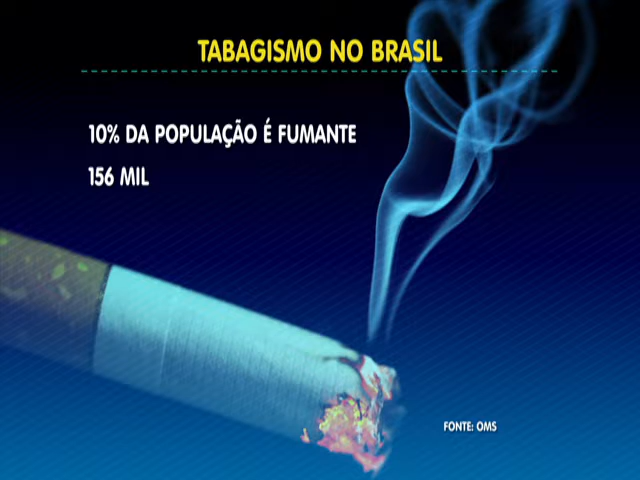 TABAGISMO NO BRASIL
10% DA POPULAÇÃO É FUMANTE
156 MIL
FONTE: OMS